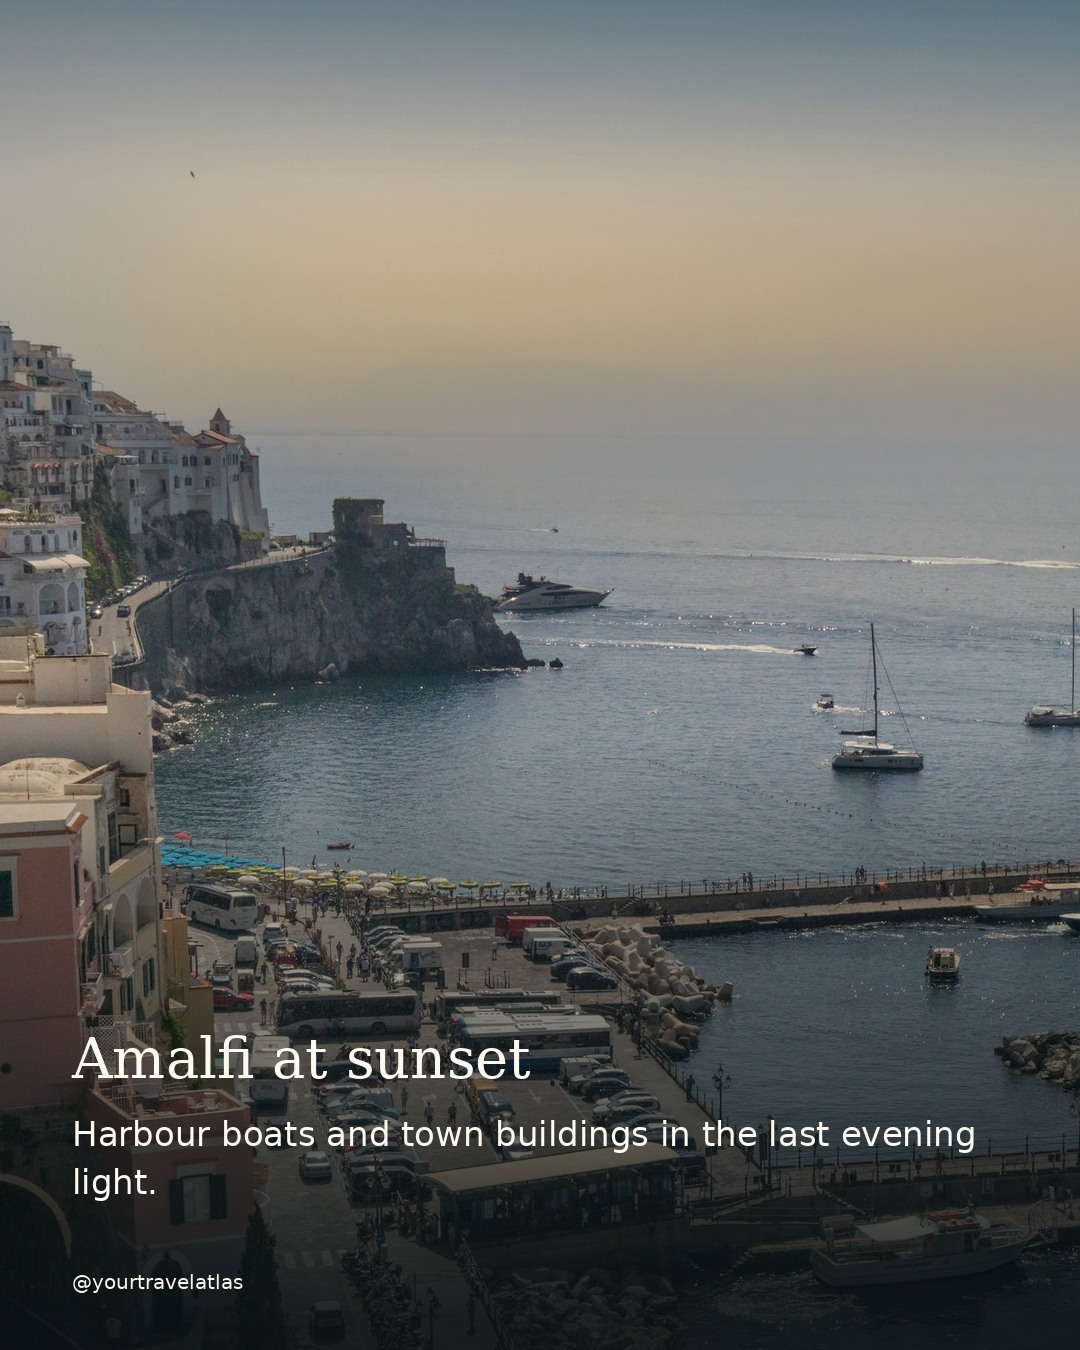 Amalfi at sunset
Harbour boats and town buildings in the last evening
light.
@yourtravelatlas